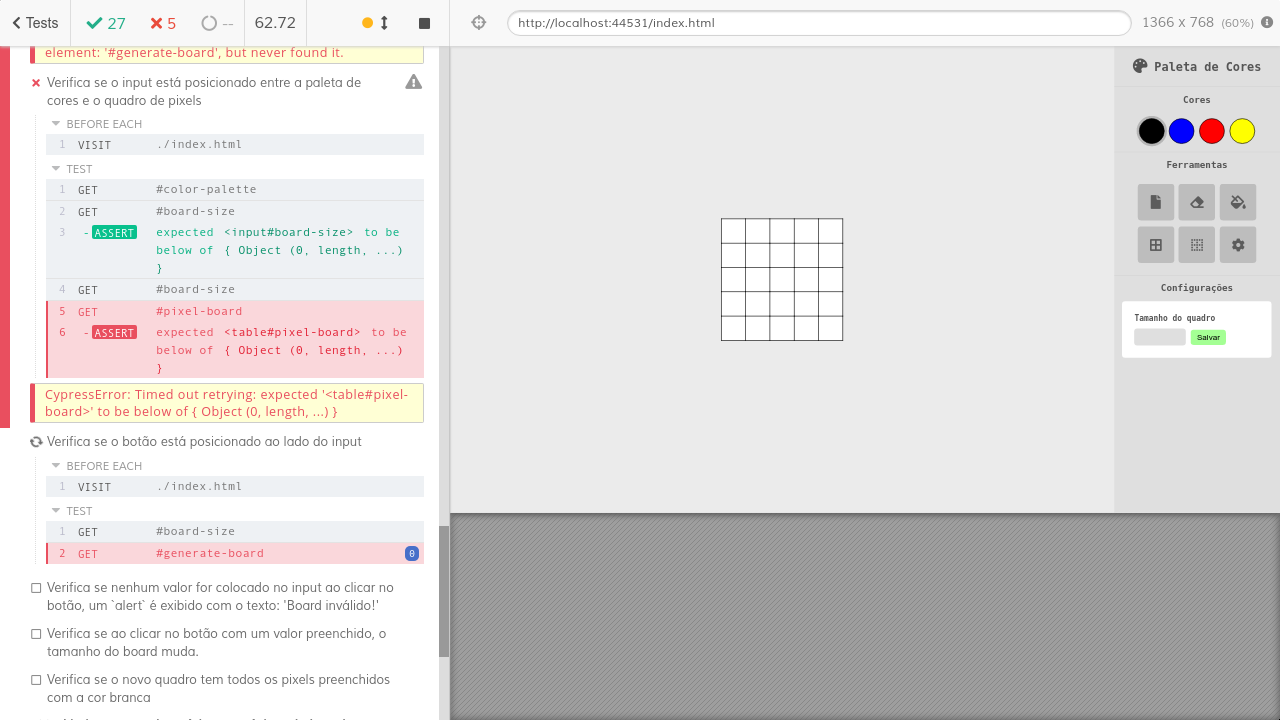 Tests
27
5
--
62.72
http://localhost:44531/index.html
1366 x 768 (60%)
element: '#generate-board', but never found it.
Verifica se o input está posicionado entre a paleta de
cores e o quadro de pixels
BEFORE EACH
1 VISIT ./index.html
TEST
1 GET #color-palette
2 GET #board-size
3 -ASSERT expected <input#board-size> to be
below of { Object (0, length, ...)
}
4 GET #board-size
5 GET #pixel-board
6 -ASSERT expected <table#pixel-board> to be
below of { Object (0, length, ...)
}
CypressError: Timed out retrying: expected '<table#pixel-
board>' to be below of { Object (0, length, ...) }
Verifica se o botão está posicionado ao lado do input
BEFORE EACH
1 VISIT ./index.html
TEST
1 GET #board-size
2 GET #generate-board 0
Verifica se nenhum valor for colocado no input ao clicar no
botão, um `alert` é exibido com o texto: 'Board inválido!'
Verifica se ao clicar no botão com um valor preenchido, o
tamanho do board muda.
Verifica se o novo quadro tem todos os pixels preenchidos
com a cor branca
Paleta de Cores
Cores
Ferramentas
Configurações
Tamanho do quadro
Salvar